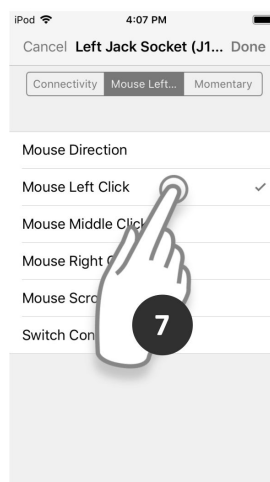 iPod 4:07 PM
Cancel Left Jack Socket (J1... Done
Connectivity Mouse Left... Momentary
Mouse Direction
Mouse Left Click
Mouse Middle Click
Mouse Right
Mouse Scro
Switch Con
7